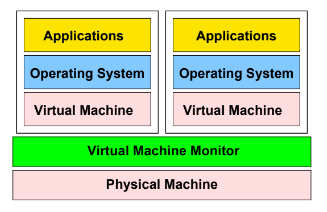 Applications
Operating System
Virtual Machine
Applications
Operating System
Virtual Machine
Virtual Machine Monitor
Physical Machine